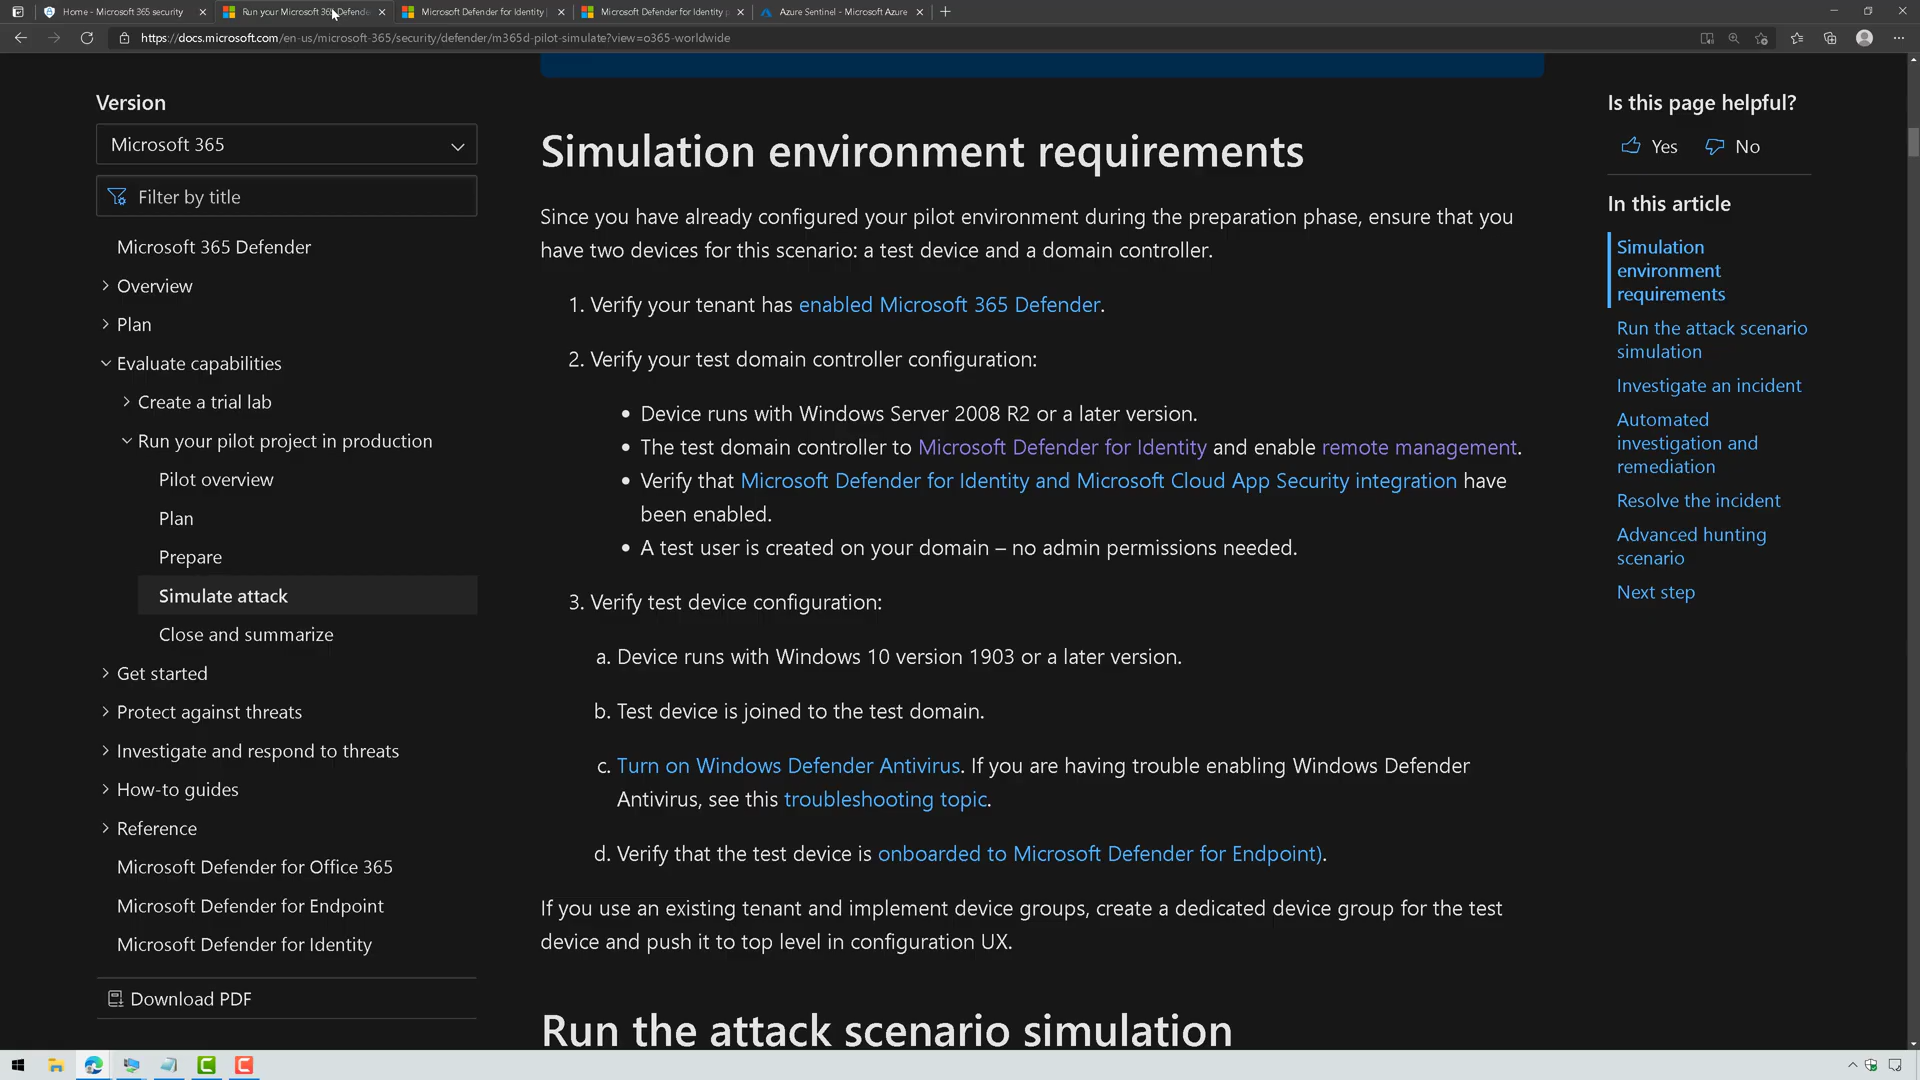 Home - Microsoft 365 security
Run your Microsoft 365 Defende
Microsoft Defender for Identity
Microsoft Defender for Identity p
Azure Sentinel - Microsoft Azure
https://docs.microsoft.com/en-us/microsoft-365/security/defender/m365d-pilot-simulate?view=o365-worldwide
Version
Microsoft 365
Filter by title
Microsoft 365 Defender
Overview
Plan
Evaluate capabilities
Create a trial lab
Run your pilot project in production
Pilot overview
Plan
Prepare
Simulate attack
Close and summarize
Get started
Protect against threats
Investigate and respond to threats
How-to guides
Reference
Microsoft Defender for Office 365
Microsoft Defender for Endpoint
Microsoft Defender for Identity
Download PDF
Simulation environment requirements
Since you have already configured your pilot environment during the preparation phase, ensure that you
have two devices for this scenario: a test device and a domain controller.
1. Verify your tenant has enabled Microsoft 365 Defender.
2. Verify your test domain controller configuration:
• Device runs with Windows Server 2008 R2 or a later version.
• The test domain controller to Microsoft Defender for Identity and enable remote management.
• Verify that Microsoft Defender for Identity and Microsoft Cloud App Security integration have
been enabled.
• A test user is created on your domain – no admin permissions needed.
3. Verify test device configuration:
a. Device runs with Windows 10 version 1903 or a later version.
b. Test device is joined to the test domain.
c. Turn on Windows Defender Antivirus. If you are having trouble enabling Windows Defender
Antivirus, see this troubleshooting topic.
d. Verify that the test device is onboarded to Microsoft Defender for Endpoint).
If you use an existing tenant and implement device groups, create a dedicated device group for the test
device and push it to top level in configuration UX.
Run the attack scenario simulation
Is this page helpful?
Yes
No
In this article
Simulation
environment
requirements
Run the attack scenario
simulation
Investigate an incident
Automated
investigation and
remediation
Resolve the incident
Advanced hunting
scenario
Next step